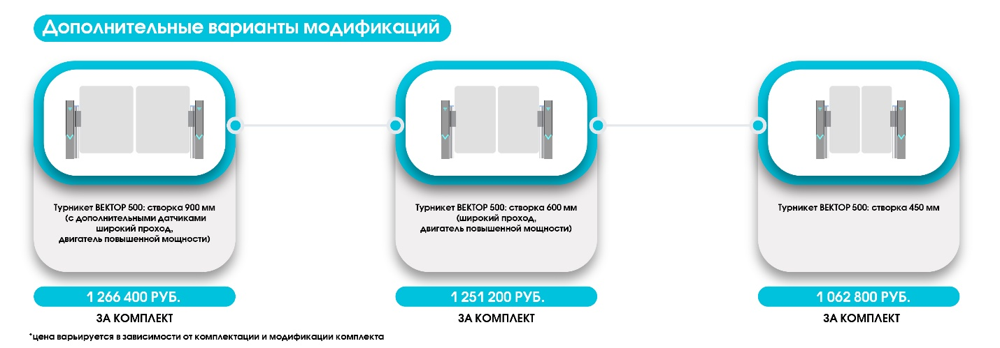 Дополнительные варианты модификаций
Турникет ВЕКТОР 500: створка 900 мм
(с дополнительными датчиками
широкий проход,
двигатель повышенной мощности)
1 266 400 РУБ.
ЗА КОМПЛЕКТ
Турникет ВЕКТОР 500: створка 600 мм
(широкий проход,
двигатель повышенной мощности)
1 251 200 РУБ.
ЗА КОМПЛЕКТ
Турникет ВЕКТОР 500: створка 450 мм
1 062 800 РУБ.
ЗА КОМПЛЕКТ
*цена варьируется в зависимости от комплектации и модификации комплекта